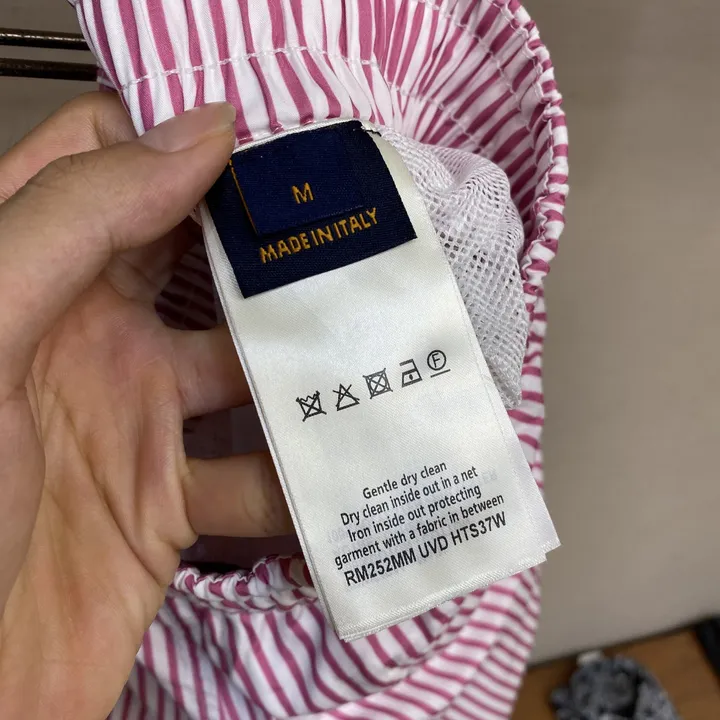 M
MADE IN ITALY
F
Gentle dry clean
Dry clean inside out in a net
Iron inside out protecting
garment with a fabric in between
RM252MM UVD HTS37W